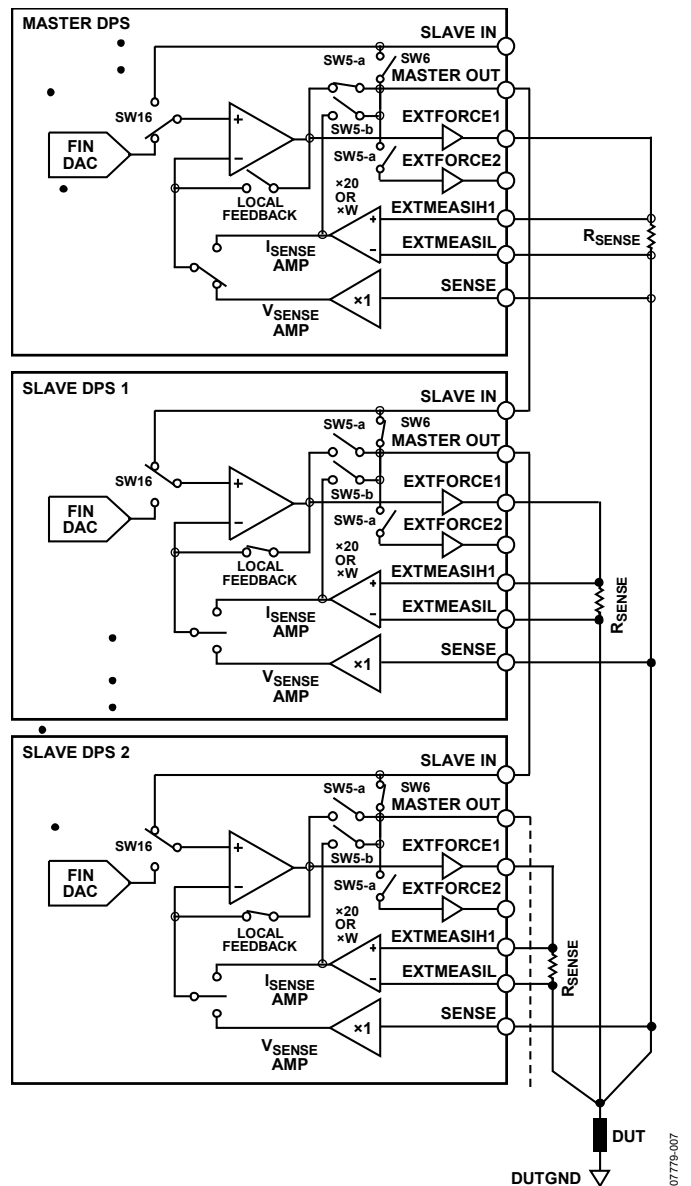 MASTER DPS
SLAVE IN
SW5-a
SW6
MASTER OUT
SW16
EXTFORCE1
SW5-b
FIN
DAC
SW5-a
EXTFORCE2
LOCAL
FEEDBACK
×20
OR
×W
EXTMEASIH1
ISENSE
AMP
EXTMEASIL
RSENSE
SENSE
×1
VSENSE
AMP
SLAVE DPS 1
SLAVE IN
SW5-a
SW6
MASTER OUT
SW16
EXTFORCE1
SW5-b
FIN
DAC
SW5-a
EXTFORCE2
LOCAL
FEEDBACK
×20
OR
×W
EXTMEASIH1
ISENSE
AMP
EXTMEASIL
RSENSE
SENSE
×1
VSENSE
AMP
SLAVE DPS 2
SLAVE IN
SW5-a
SW6
MASTER OUT
SW16
EXTFORCE1
SW5-b
FIN
DAC
SW5-a
EXTFORCE2
LOCAL
FEEDBACK
×20
OR
×W
EXTMEASIH1
ISENSE
AMP
EXTMEASIL
RSENSE
SENSE
×1
VSENSE
AMP
DUT
DUTGND
07779-007